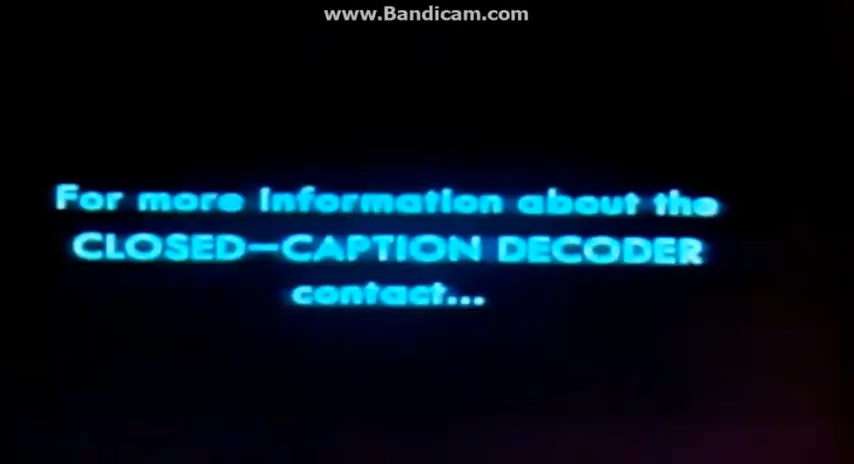 www.Bandicam.com
For more information about the
CLOSED-CAPTION DECODER
contact...